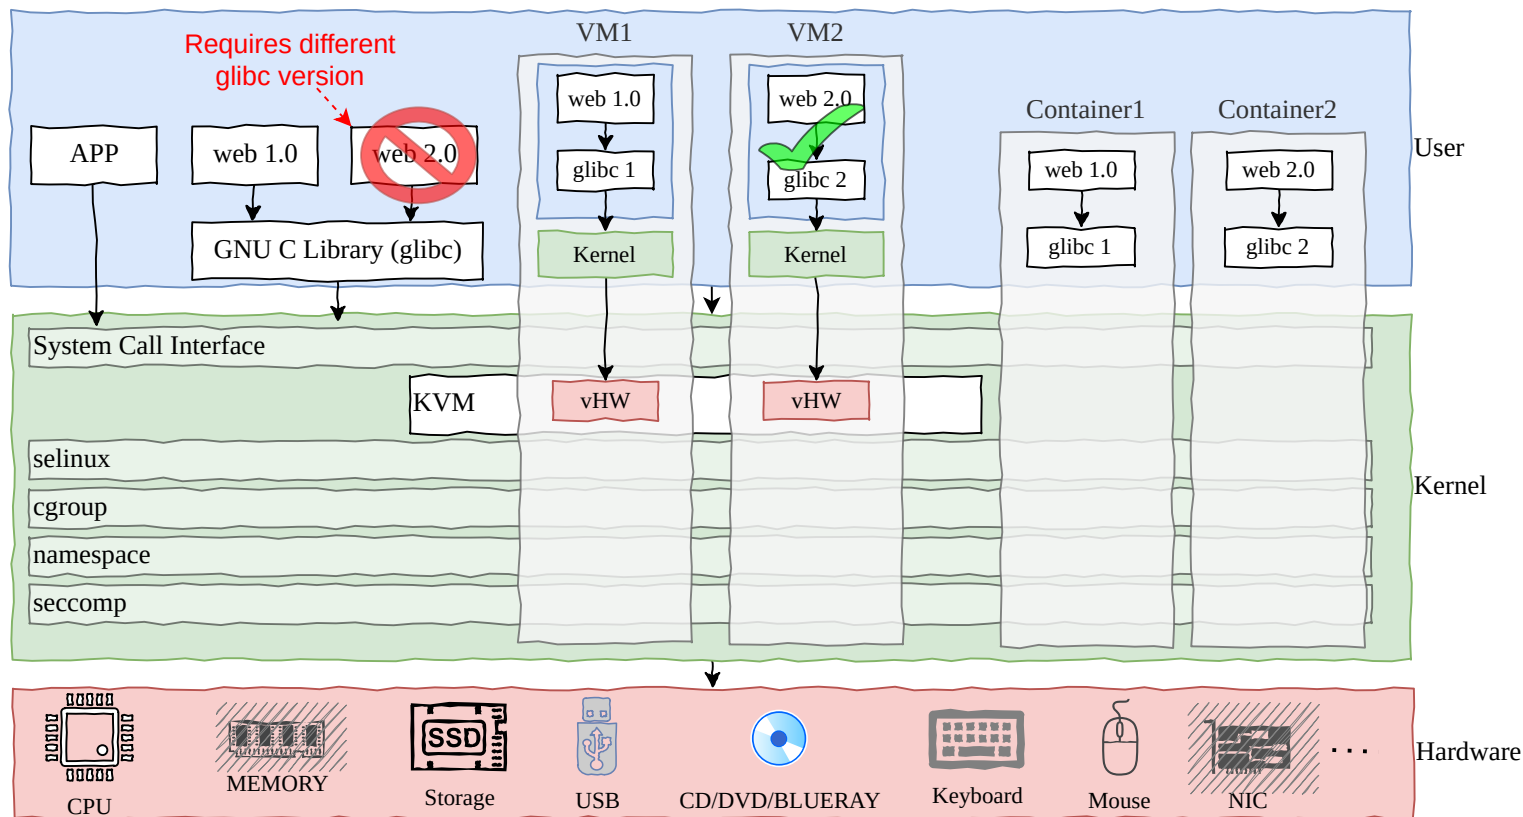 VM1
VM2
Requires different
glibc version
web 1.0
web 2.0
Container1
Container2
APP
web 1.0
web 2.0
glibc 1
glibc 2
web 1.0
web 2.0
User
GNU C Library (glibc)
Kernel
Kernel
glibc 1
glibc 2
System Call Interface
KVM
vHW
vHW
selinux
Kernel
cgroup
namespace
seccomp
SSD
Hardware
...
CPU
MEMORY
Storage
USB
CD/DVD/BLUERAY
Keyboard
Mouse
NIC